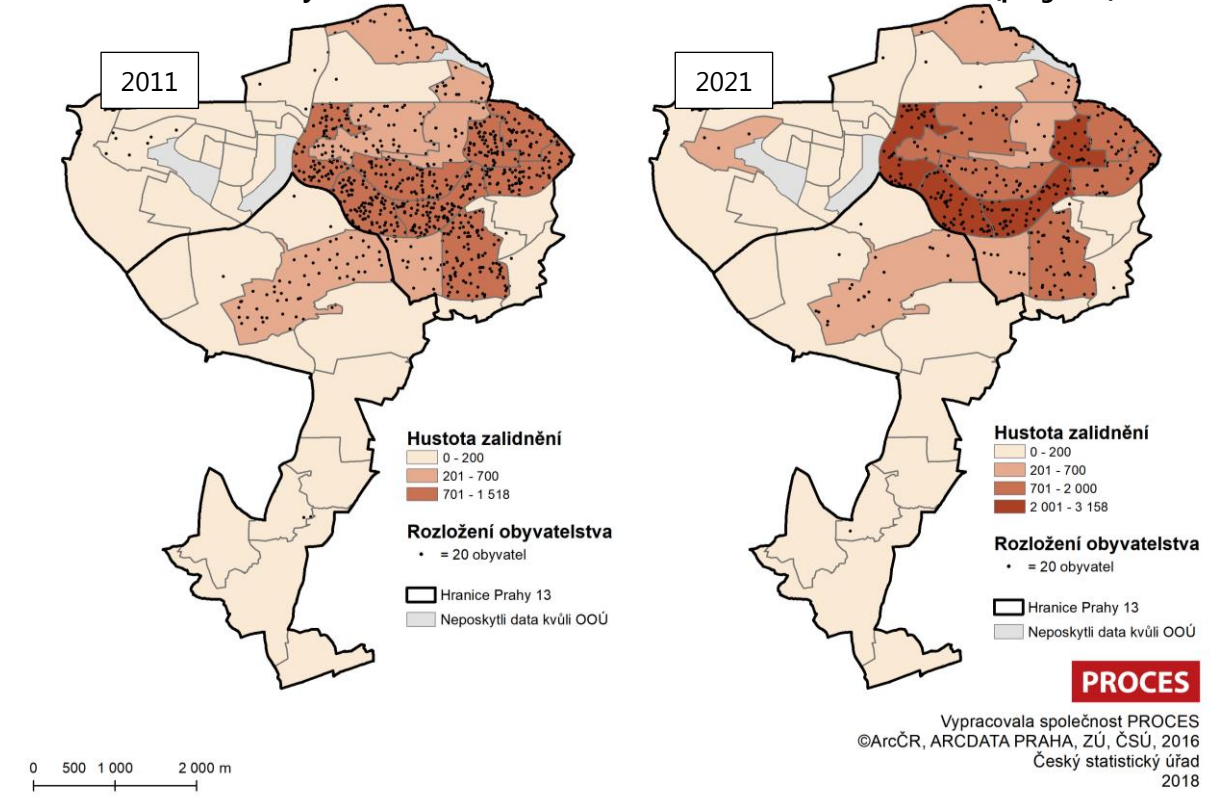 2011
2021
Hustota zalidnění
0 - 200
201 - 700
701 - 1 518
Rozložení obyvatelstva
= 20 obyvatel
Hranice Prahy 13
Neposkytli data kvůli OOÚ
Hustota zalidnění
0 - 200
201 - 700
701 - 2 000
2 001 - 3 158
Rozložení obyvatelstva
= 20 obyvatel
Hranice Prahy 13
Neposkytli data kvůli OOÚ
PROCES
Vypracovala společnost PROCES
©ArcČR, ARCDATA PRAHA, ZÚ, ČSÚ, 2016
Český statistický úřad
2018
0 500 1 000 2 000 m